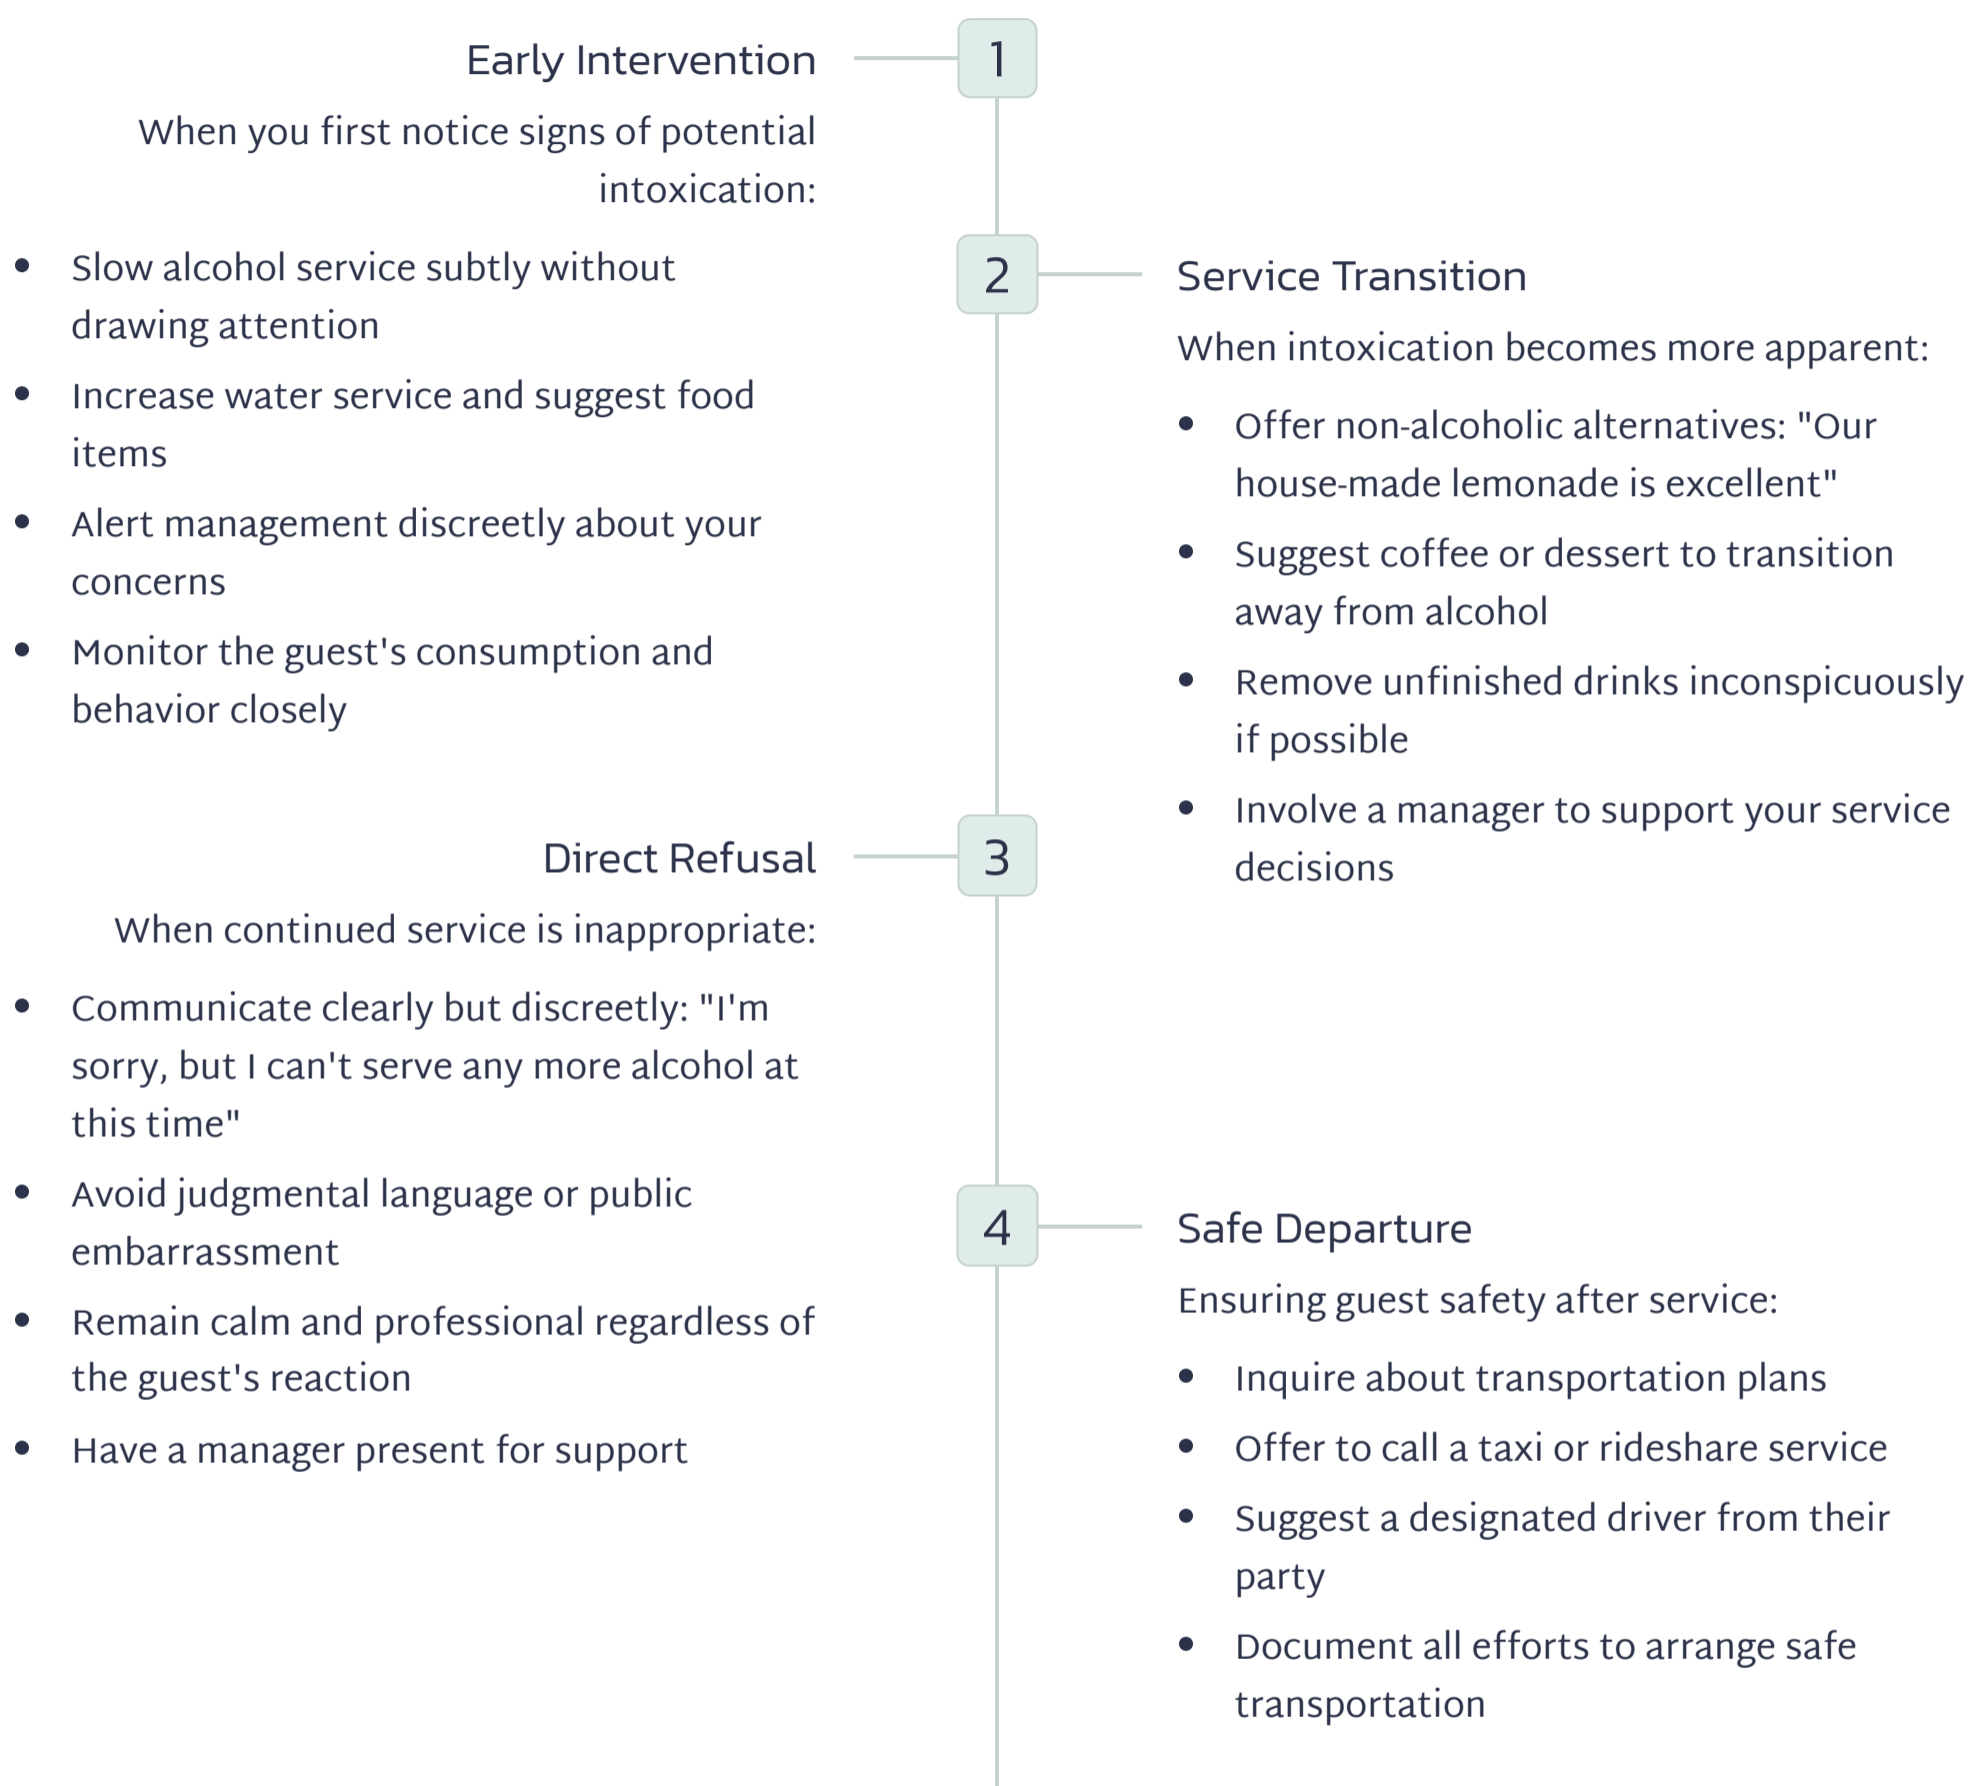 1
Early Intervention
When you first notice signs of potential
intoxication:
• Slow alcohol service subtly without
drawing attention
• Increase water service and suggest food
items
• Alert management discreetly about your
concerns
• Monitor the guest's consumption and
behavior closely
2
Service Transition
When intoxication becomes more apparent:
• Offer non-alcoholic alternatives: "Our
house-made lemonade is excellent"
• Suggest coffee or dessert to transition
away from alcohol
• Remove unfinished drinks inconspicuously
if possible
• Involve a manager to support your service
decisions
3
Direct Refusal
When continued service is inappropriate:
• Communicate clearly but discreetly: "I'm
sorry, but I can't serve any more alcohol at
this time"
• Avoid judgmental language or public
embarrassment
• Remain calm and professional regardless of
the guest's reaction
• Have a manager present for support
4
Safe Departure
Ensuring guest safety after service:
• Inquire about transportation plans
• Offer to call a taxi or rideshare service
• Suggest a designated driver from their
party
• Document all efforts to arrange safe
transportation